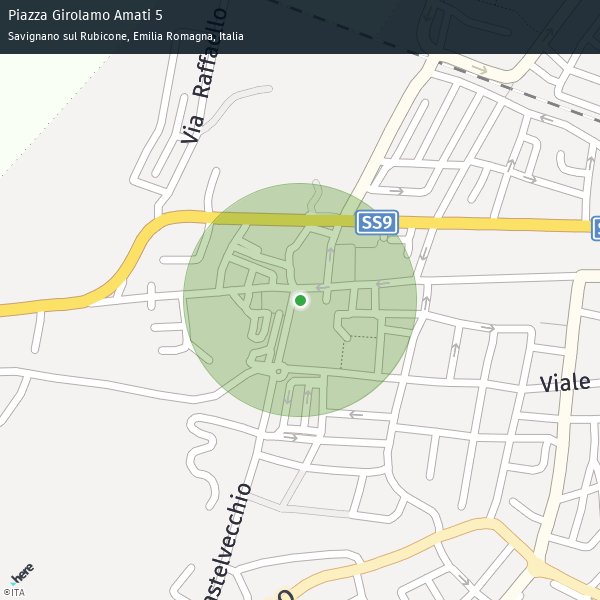 Piazza Girolamo Amati 5
Savignano sul Rubicone, Emilia Romagna, Italia
Via Raffaello
SS9
Viale
astelvecchio
here
©ITA